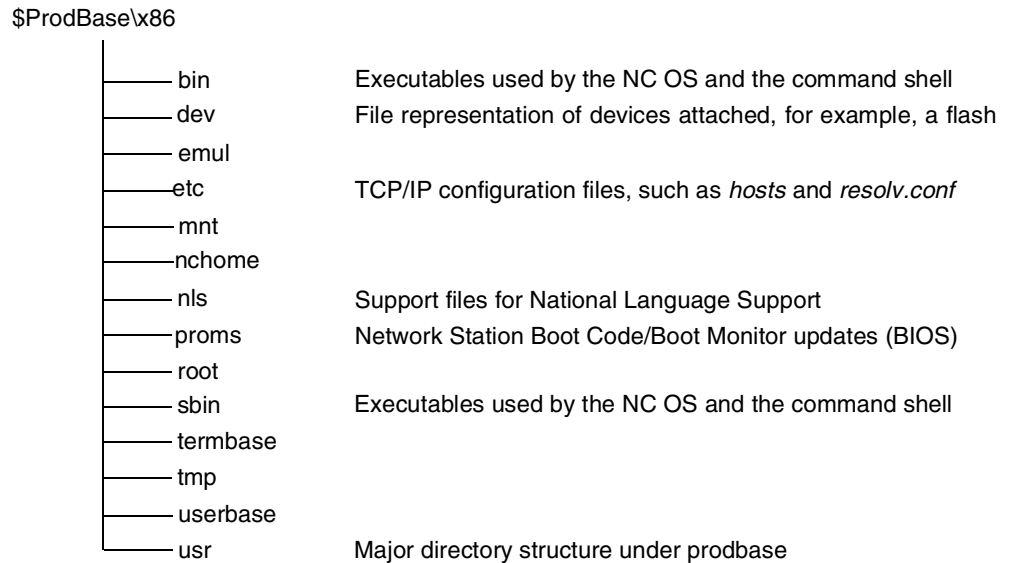 $ProdBase\x86
bin Executables used by the NC OS and the command shell
dev File representation of devices attached, for example, a flash
emul
etc TCP/IP configuration files, such as hosts and resolv.conf
mnt
nchome
nls Support files for National Language Support
proms Network Station Boot Code/Boot Monitor updates (BIOS)
root
sbin Executables used by the NC OS and the command shell
termbase
tmp
userbase
usr Major directory structure under prodbase